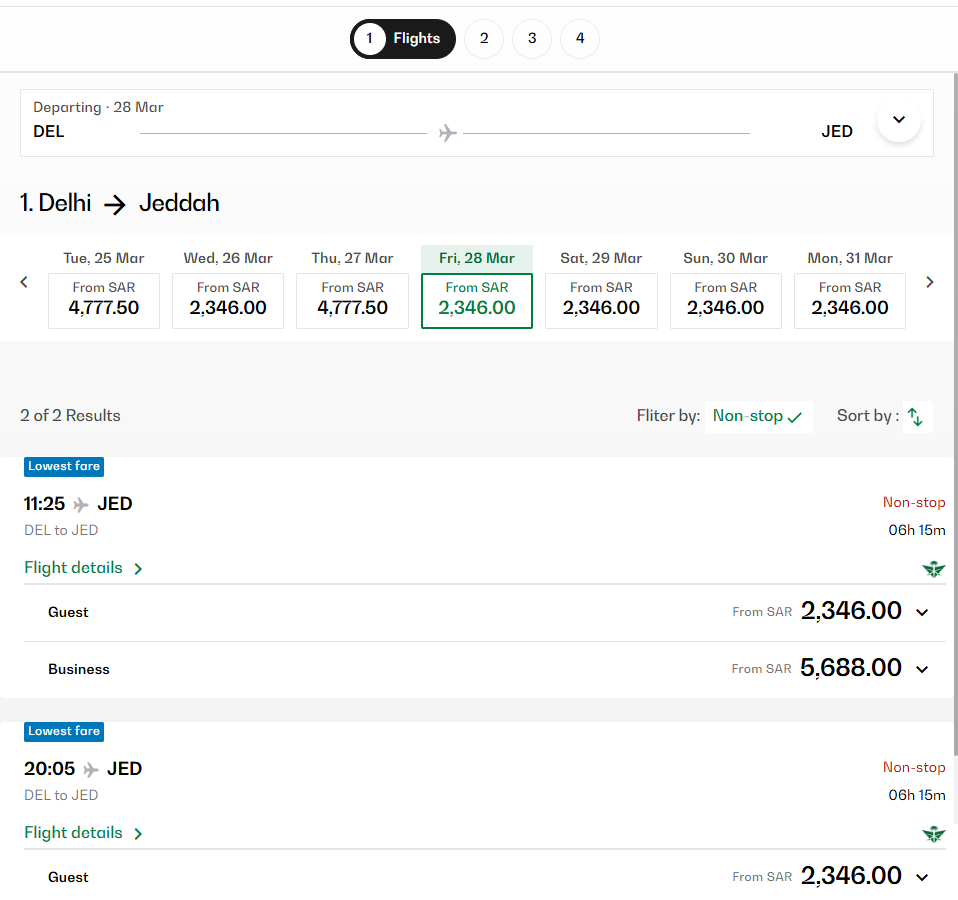 1 Flights 2 3 4
Departing · 28 Mar
DEL JED
1. Delhi → Jeddah
Tue, 25 Mar Wed, 26 Mar Thu, 27 Mar Fri, 28 Mar Sat, 29 Mar Sun, 30 Mar Mon, 31 Mar
From SAR From SAR From SAR From SAR From SAR From SAR From SAR
4,777.50 2,346.00 4,777.50 2,346.00 2,346.00 2,346.00 2,346.00
2 of 2 Results Fliter by: Non-stop Sort by :
Lowest fare
11:25 JED Non-stop
DEL to JED 06h 15m
Flight details
Guest From SAR 2,346.00
Business From SAR 5,688.00
Lowest fare
20:05 JED Non-stop
DEL to JED 06h 15m
Flight details
Guest From SAR 2,346.00